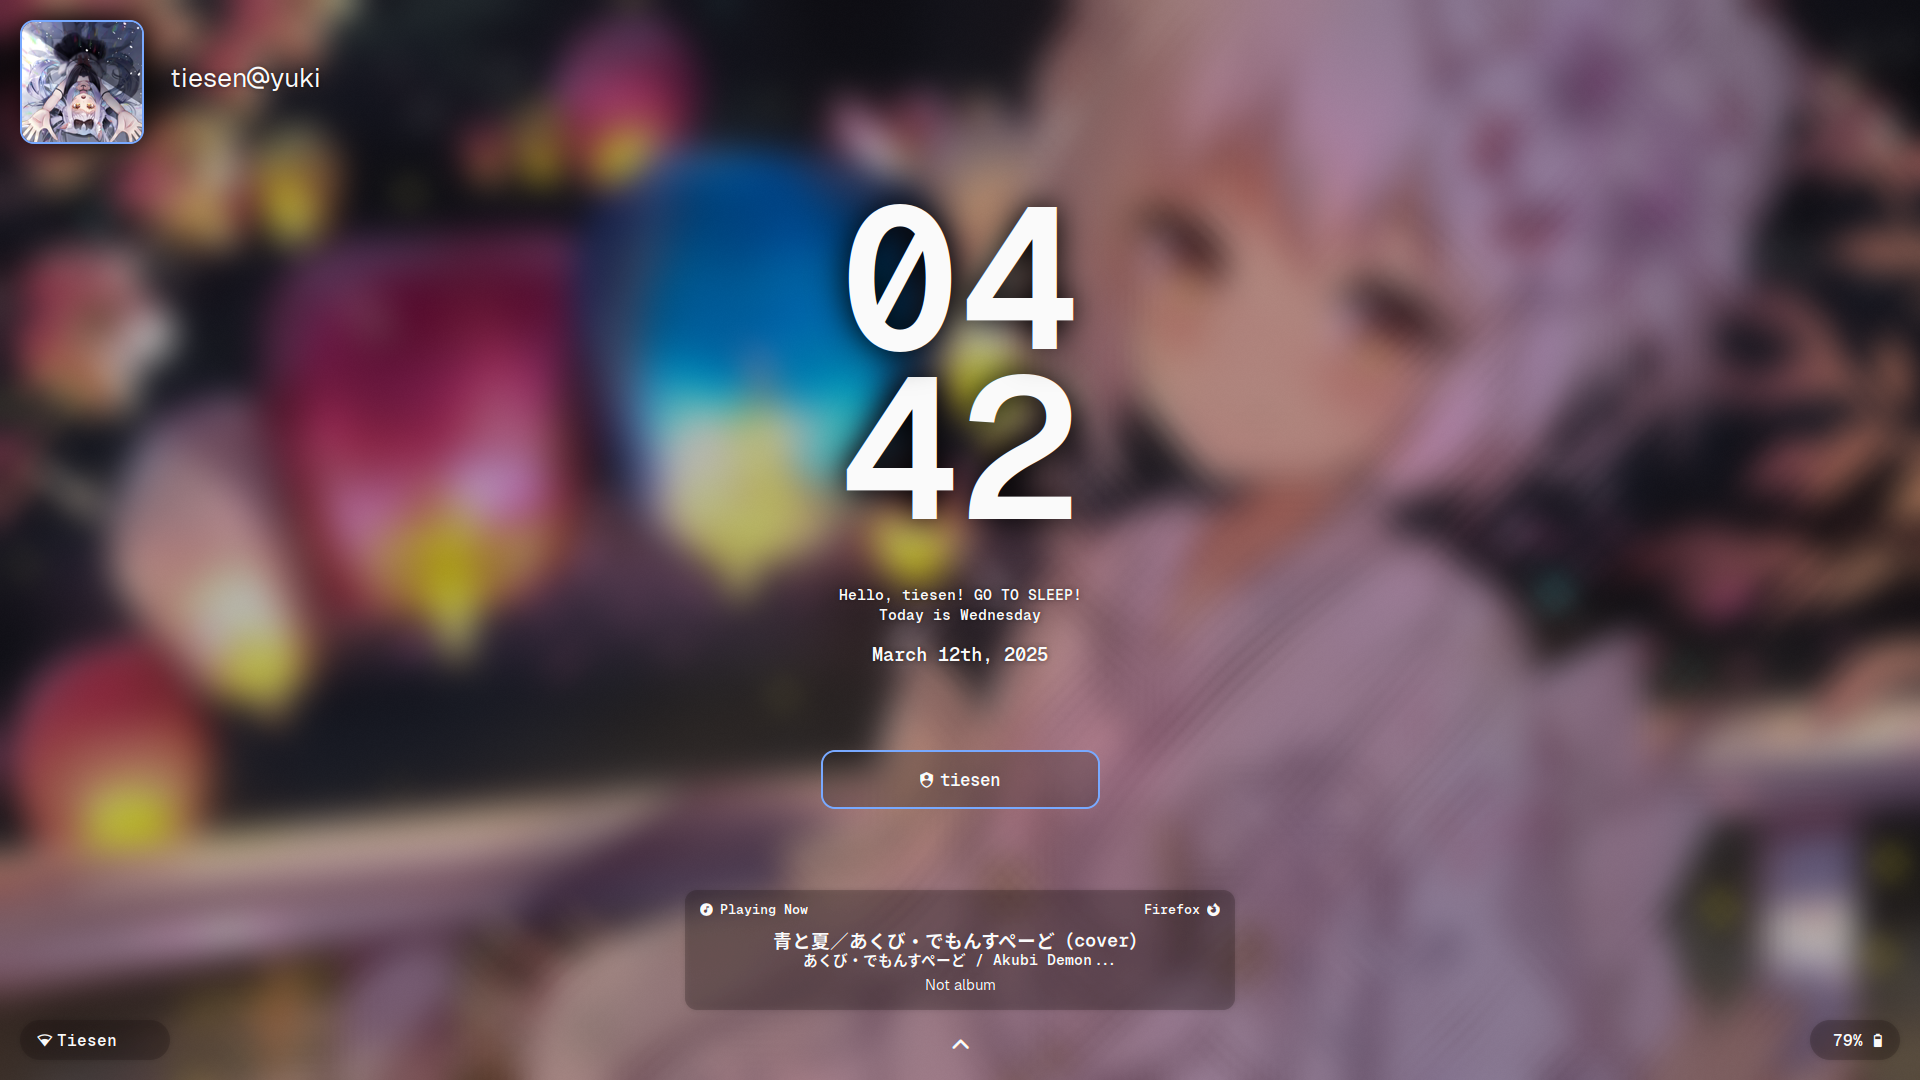 tiesen@yuki
04
42
Hello, tiesen! GO TO SLEEP!
Today is Wednesday
March 12th, 2025
tiesen
Playing Now
Firefox
青と夏／あくび・でもんすぺーど（cover）
あくび・でもんすぺーど / Akubi Demon...
Not album
Tiesen
79%